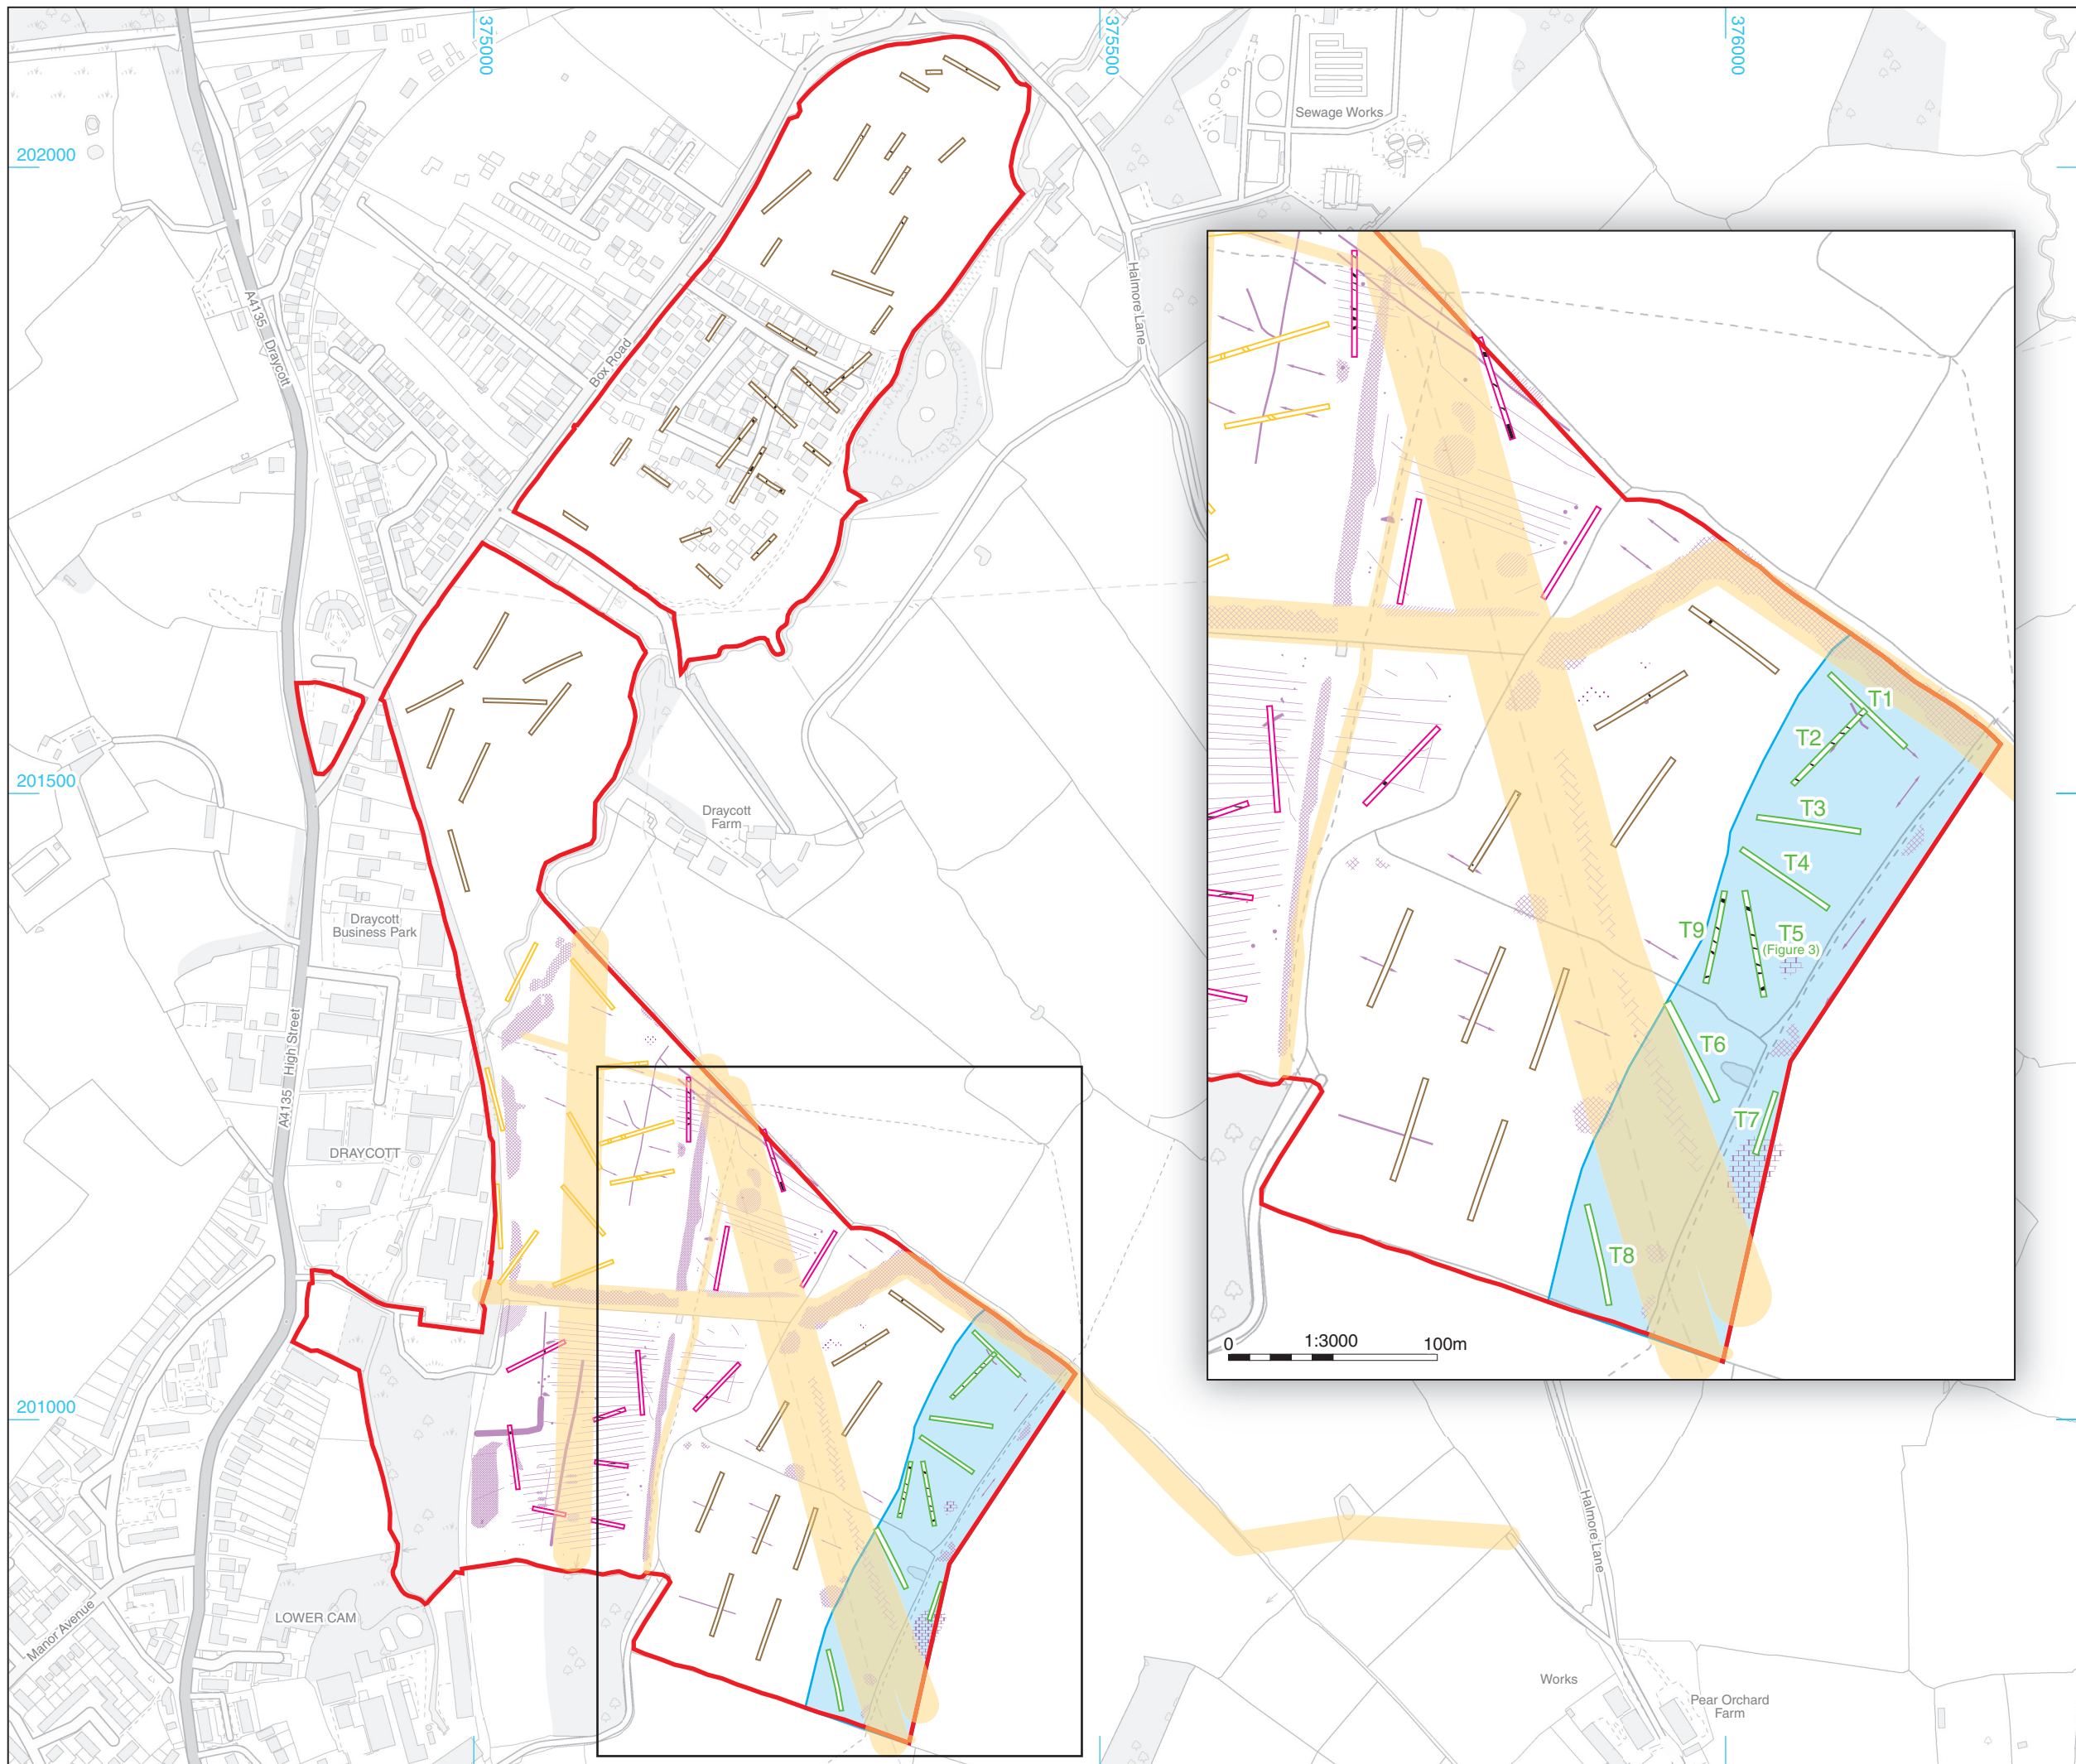 375000
375500
376000
202000
201500
201000
Sewage Works
A4135
Draycott
Box Road
Halmore Lane
Draycott
Farm
Draycott
Business Park
A4135
High Street
DRAYCOTT
LOWER CAM
Manor Avenue
T1
T2
T3
T4
T9
T5
(Figure 3)
T6
T7
T8
0
1:3000
100m
Halmore Lane
Works
Pear Orchard
Farm